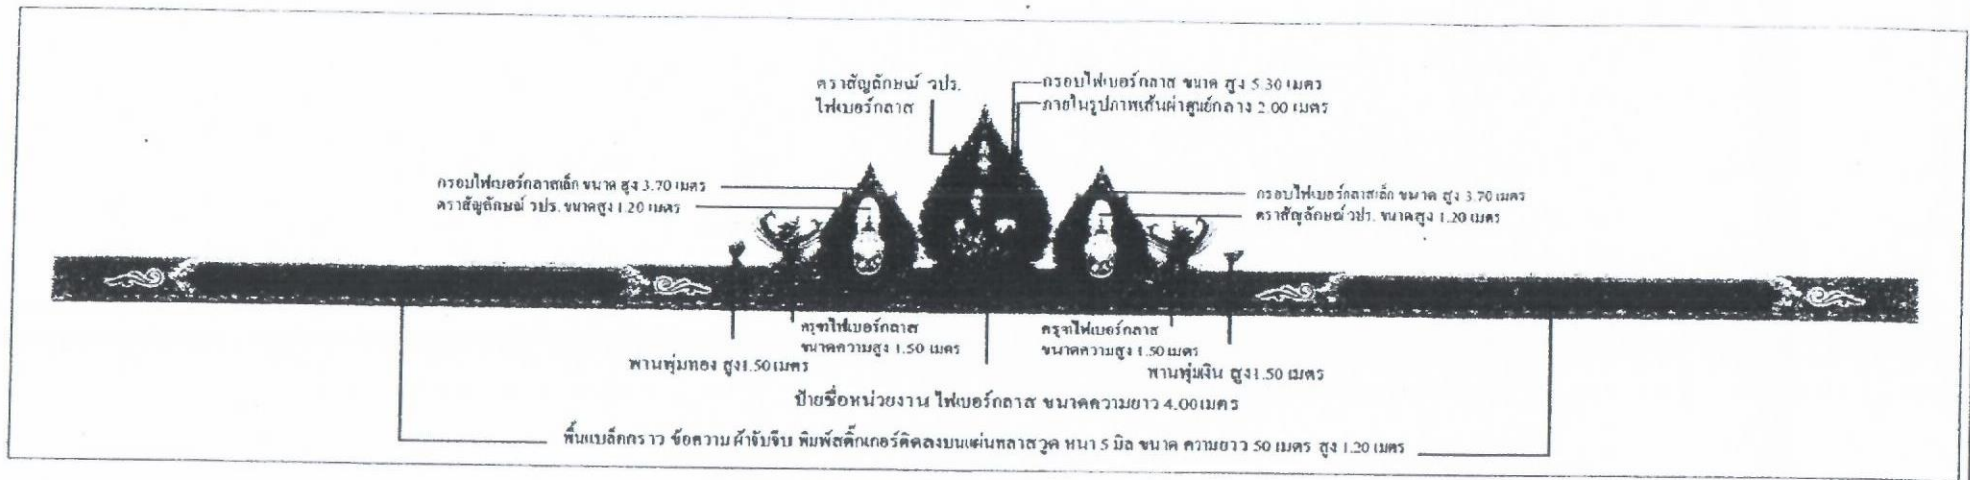 ตราสัญลักษณ์ วปร.
ไฟเบอร์กลาส
กรอบไฟเบอร์กลาส ขนาด สูง 5.30 เมตร
ภายในรูปภาพเส้นผ่าศูนย์กลาง 2.00 เมตร
กรอบไฟเบอร์กลาสเล็ก ขนาด สูง 3.70 เมตร
ตราสัญลักษณ์ วปร. ขนาดสูง 1.20 เมตร
กรอบไฟเบอร์กลาสเล็ก ขนาด สูง 3.70 เมตร
ตราสัญลักษณ์ วปร. ขนาดสูง 1.20 เมตร
ครุฑไฟเบอร์กลาส
ขนาดความสูง 1.50 เมตร
ครุฑไฟเบอร์กลาส
ขนาดความสูง 1.50 เมตร
พานพุ่มทอง สูง1.50 เมตร
พานพุ่มเงิน สูง1.50 เมตร
ป้ายชื่อหน่วยงาน ไฟเบอร์กลาส ขนาดความยาว 4.00เมตร
พื้นแบล็คกราว ข้อความ ผ้าจับจีบ พิมพ์สติ๊กเกอร์ติดลงบนแผ่นพลาสวูด หนา 5 มิล ขนาด ความยาว 50 เมตร สูง 1.20 เมตร